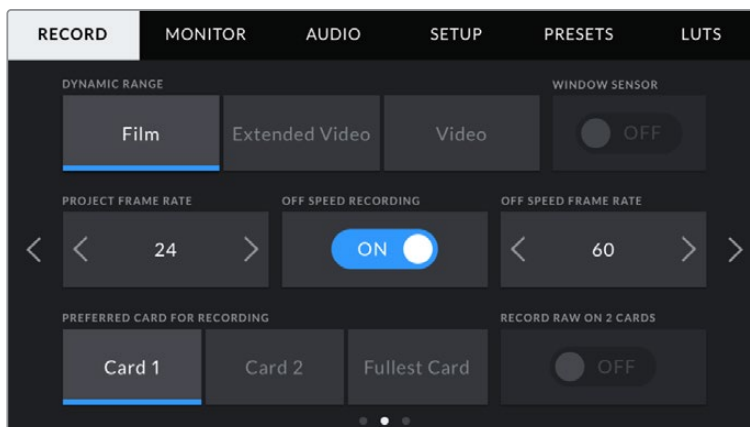 RECORD MONITOR AUDIO SETUP PRESETS LUTS
DYNAMIC RANGE WINDOW SENSOR
Film Extended Video Video OFF
PROJECT FRAME RATE OFF SPEED RECORDING OFF SPEED FRAME RATE
24 ON 60
PREFERRED CARD FOR RECORDING RECORD RAW ON 2 CARDS
Card 1 Card 2 Fullest Card OFF